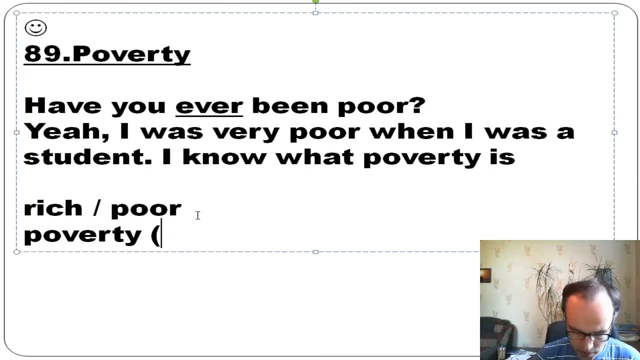 ☺
89.Poverty
Have you ever been poor?
Yeah, I was very poor when I was a
student. I know what poverty is
rich / poor
poverty (